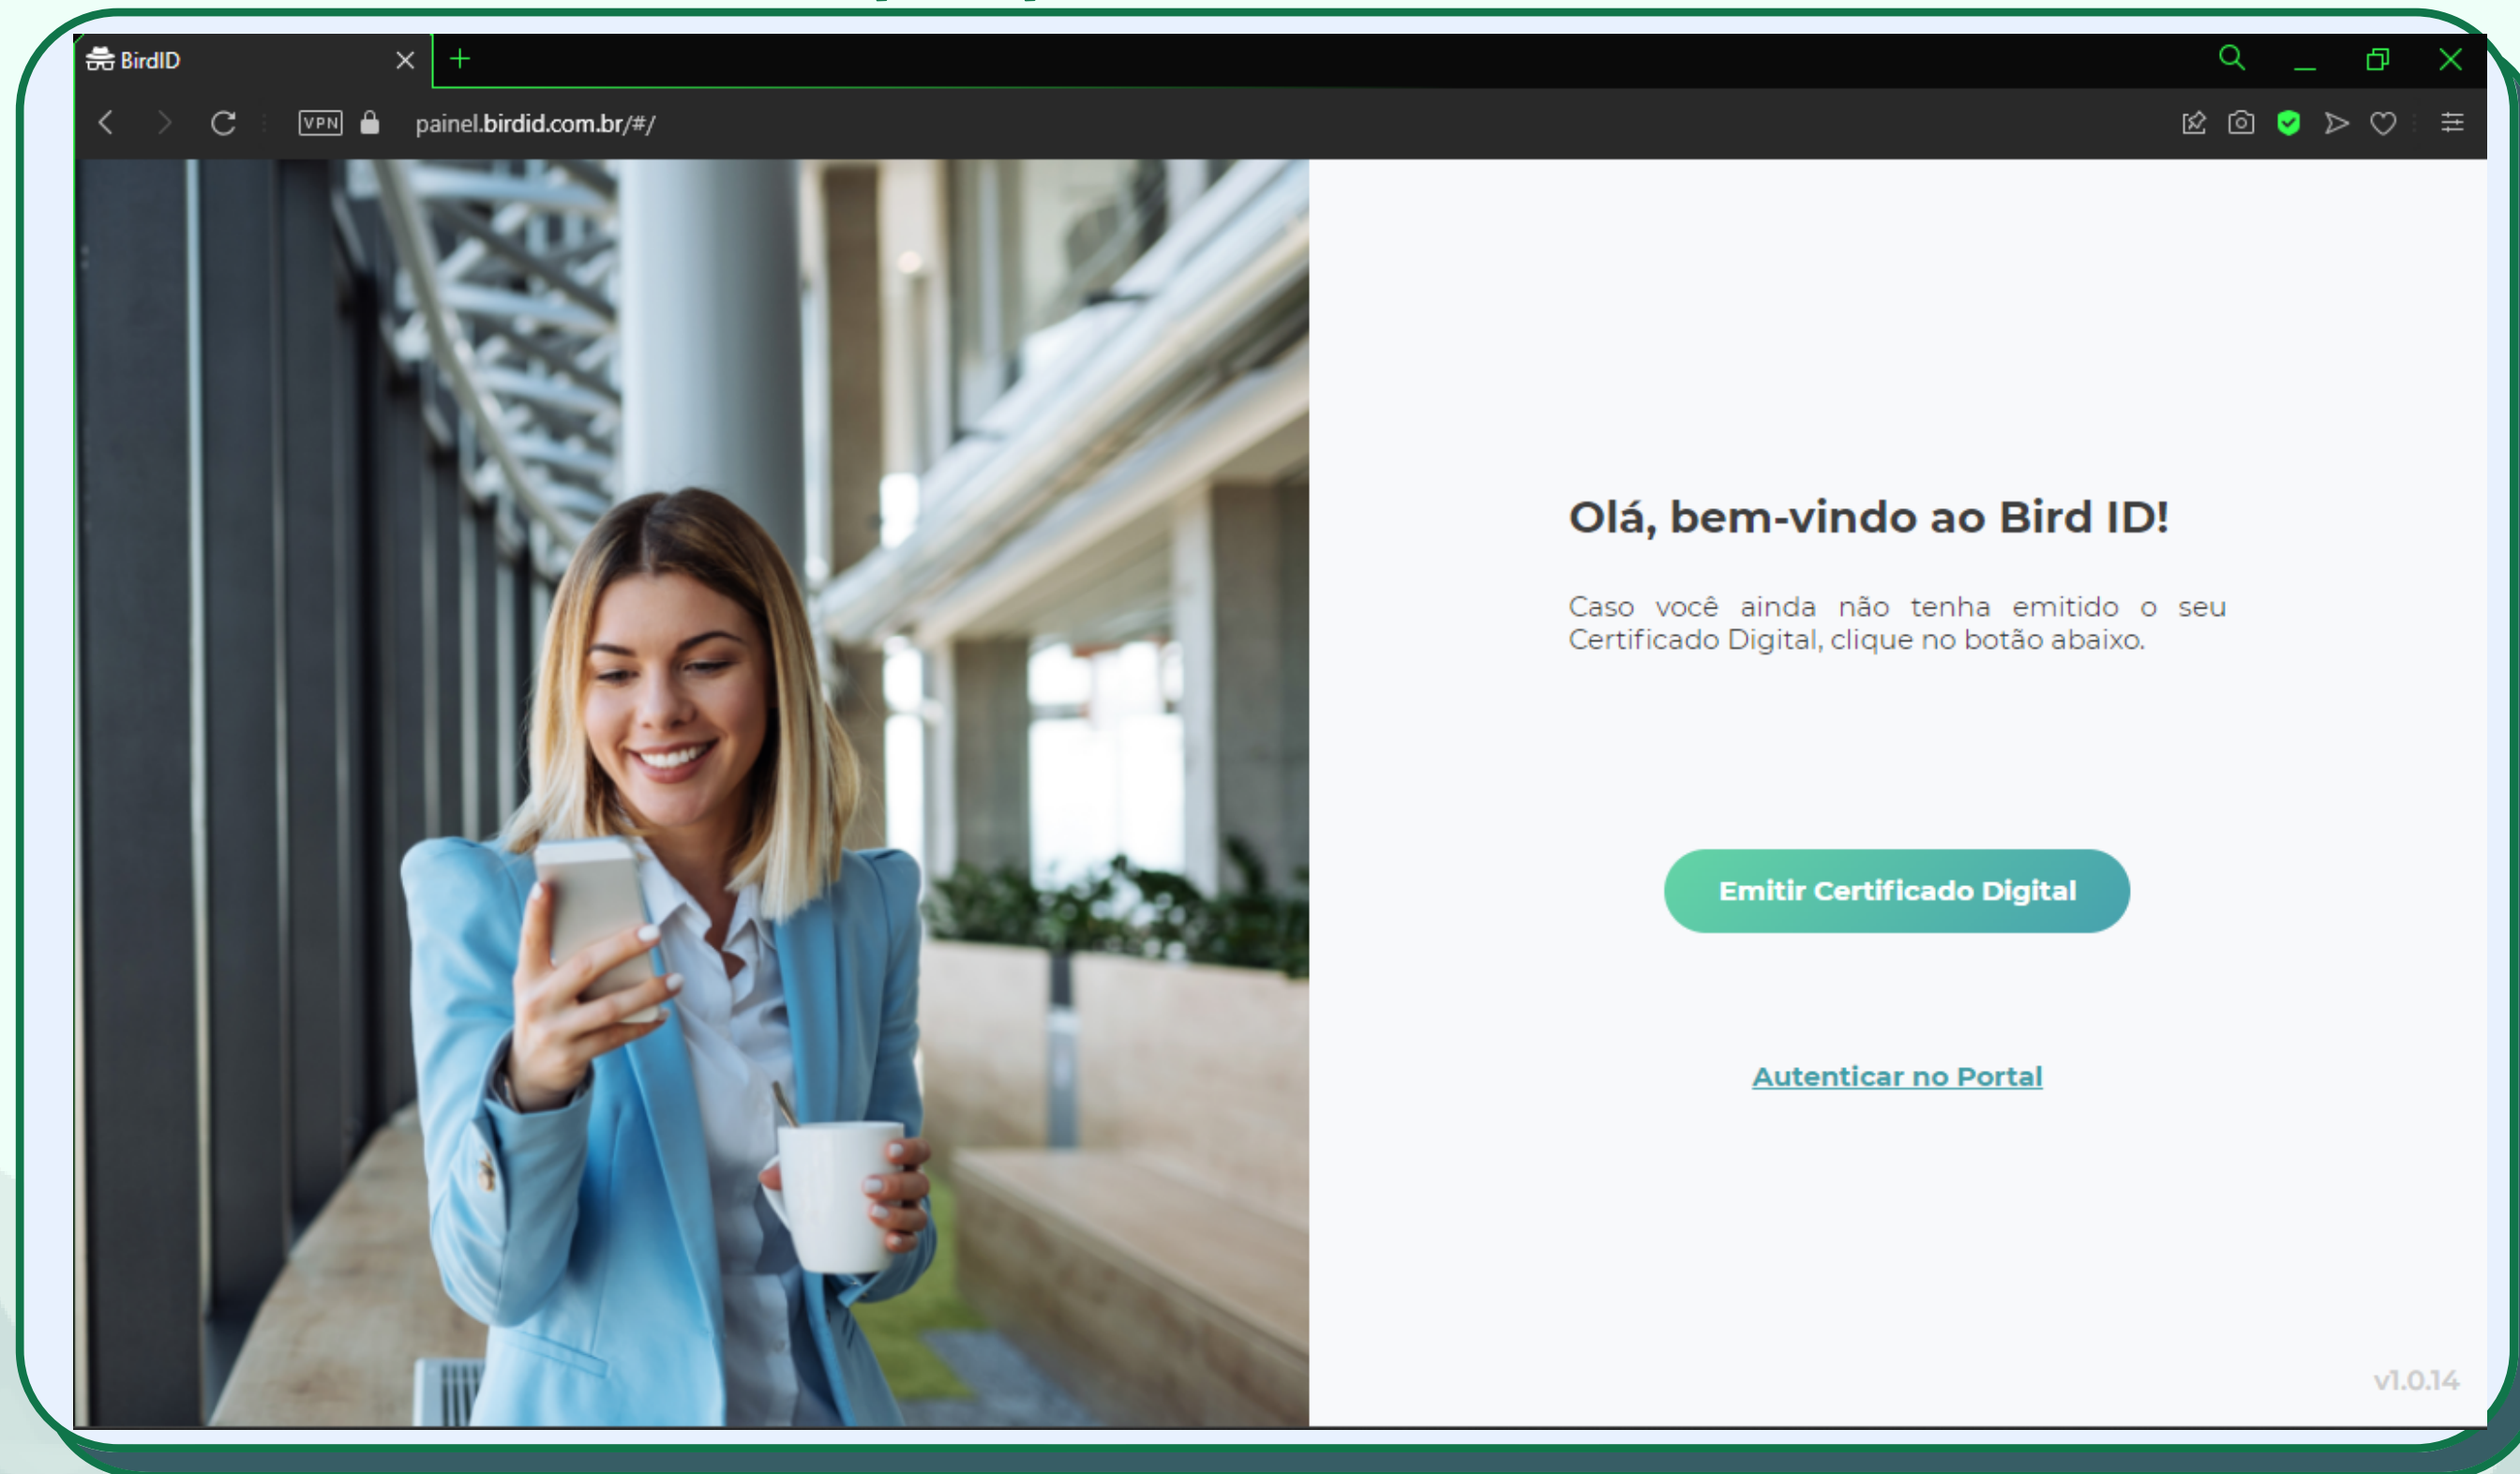 BirdID
VPN
painel.birdid.com.br/#/
Olá, bem-vindo ao Bird ID!
Caso você ainda não tenha emitido o seu
Certificado Digital, clique no botão abaixo.
Emitir Certificado Digital
Autenticar no Portal
v1.0.14